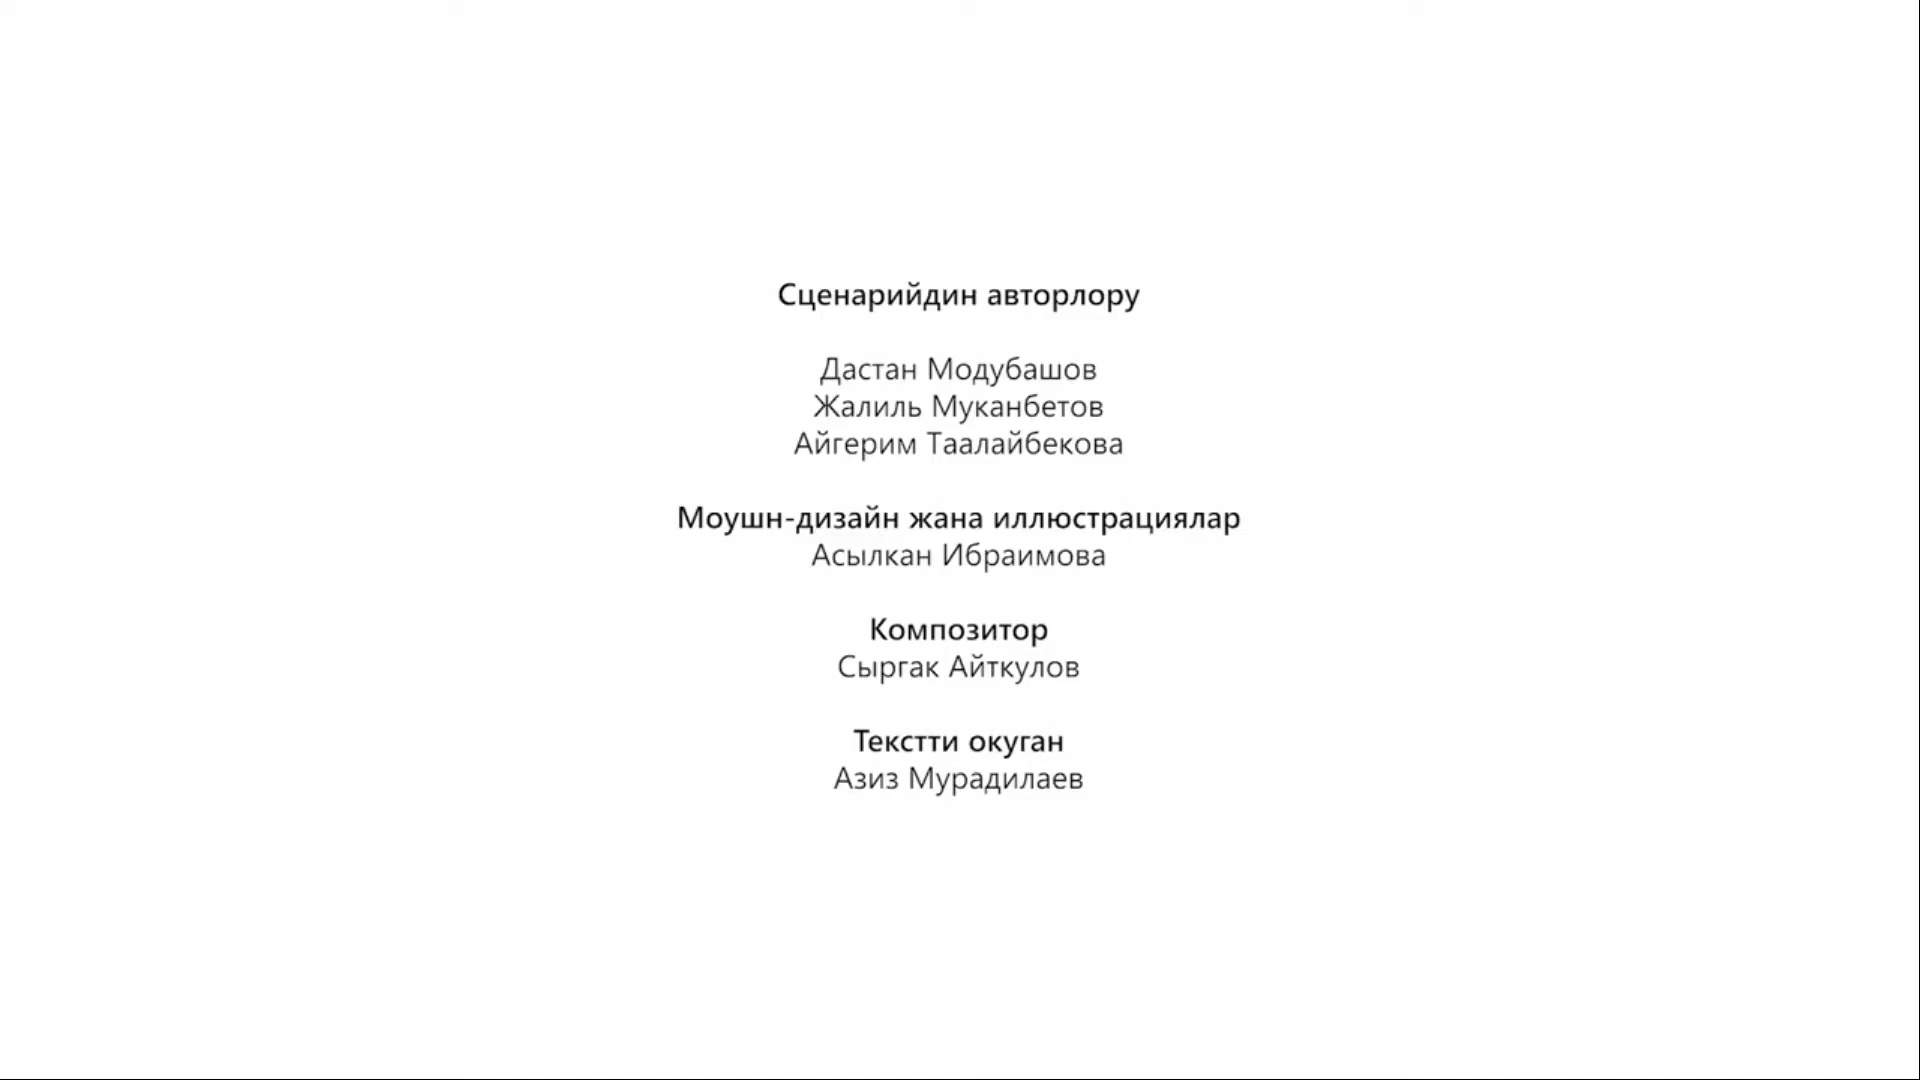 Сценарийдин авторлору
Дастан Модубашов
Жалиль Муканбетов
Айгерим Таалайбекова
Моушн-дизайн жана иллюстрациялар
Асылкан Ибраимова
Композитор
Сыргак Айткулов
Текстти окуган
Азиз Мурадилаев